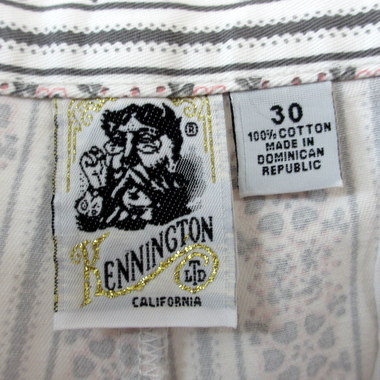 ®
KENNINGTON
LTD
CALIFORNIA
30
100% COTTON
MADE IN
DOMINICAN
REPUBLIC